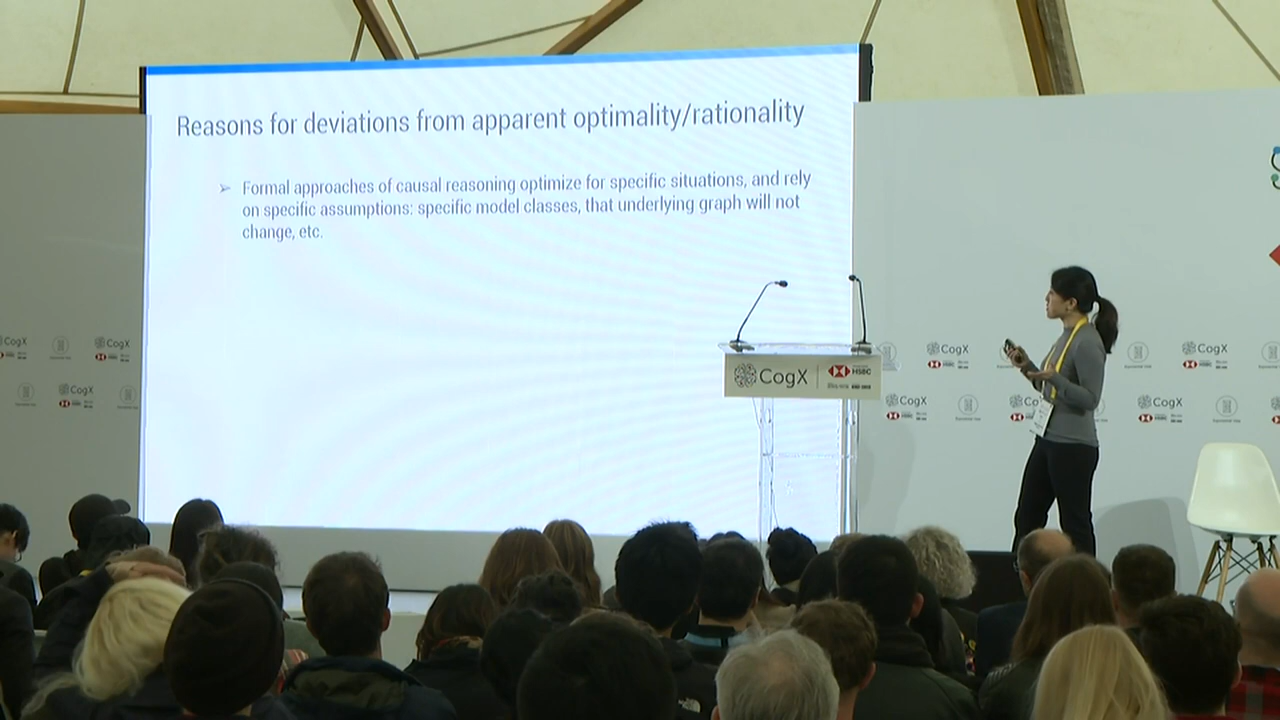 Reasons for deviations from apparent optimality/rationality
➢ Formal approaches of causal reasoning optimize for specific situations, and rely
on specific assumptions: specific model classes, that underlying graph will not
change, etc.
CogX
HSBC
CogX
CogX
CogX
CogX
CogX
CogX
CogX